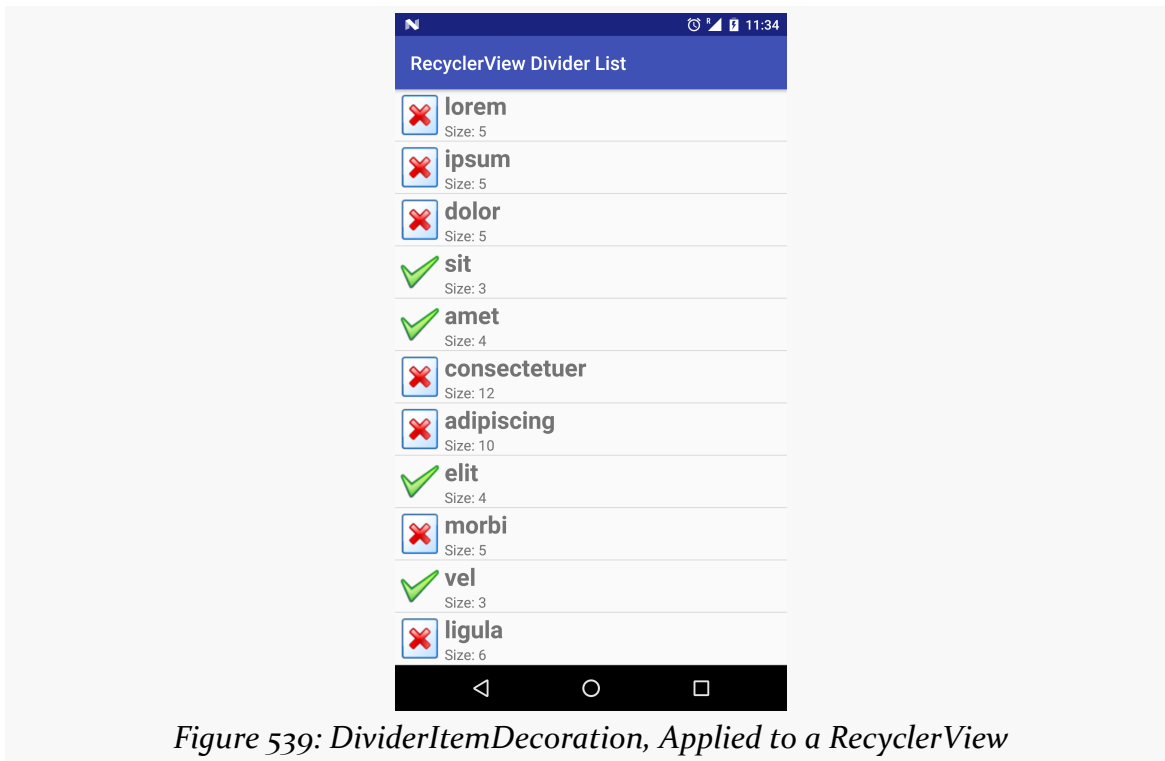 11:34
RecyclerView Divider List
lorem
Size: 5
ipsum
Size: 5
dolor
Size: 5
sit
Size: 3
amet
Size: 4
consectetuer
Size: 12
adipiscing
Size: 10
elit
Size: 4
morbi
Size: 5
vel
Size: 3
ligula
Size: 6
Figure 539: DividerItemDecoration, Applied to a RecyclerView